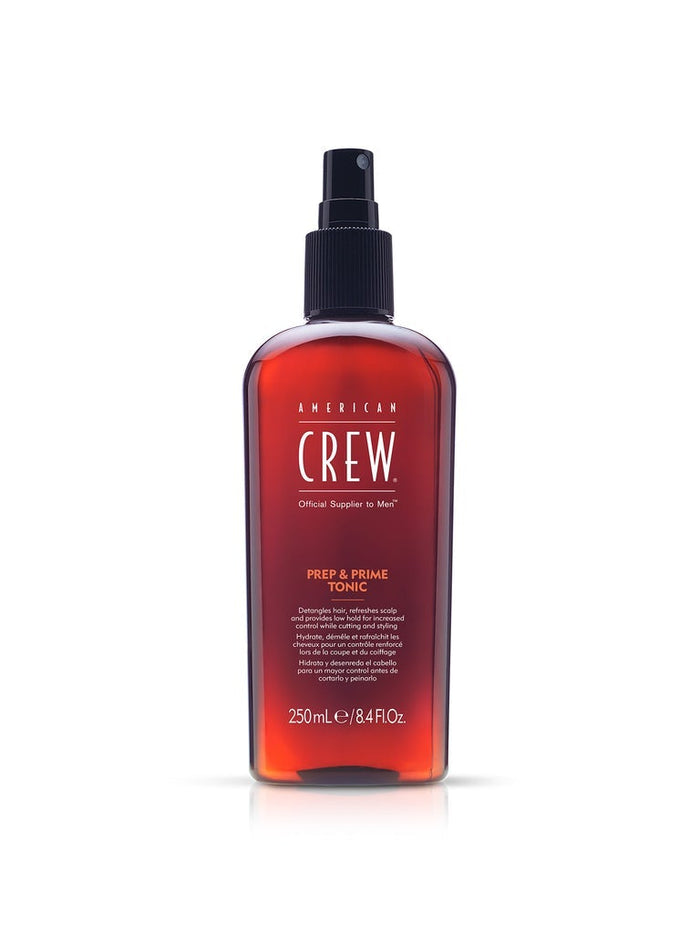 AMERICAN
CREW®
Official Supplier to Men™
PREP & PRIME
TONIC
Detangles hair, refreshes scalp
and provides low hold for increased
control while cutting and styling
Hydrate, démêle et rafraîchit les
cheveux pour un contrôle renforcé
lors de la coupe et du coiffage
Hidrata y desenreda el cabello
para un mayor control antes de
cortarlo y peinarlo
250 mL ℮/8.4 Fl.Oz.